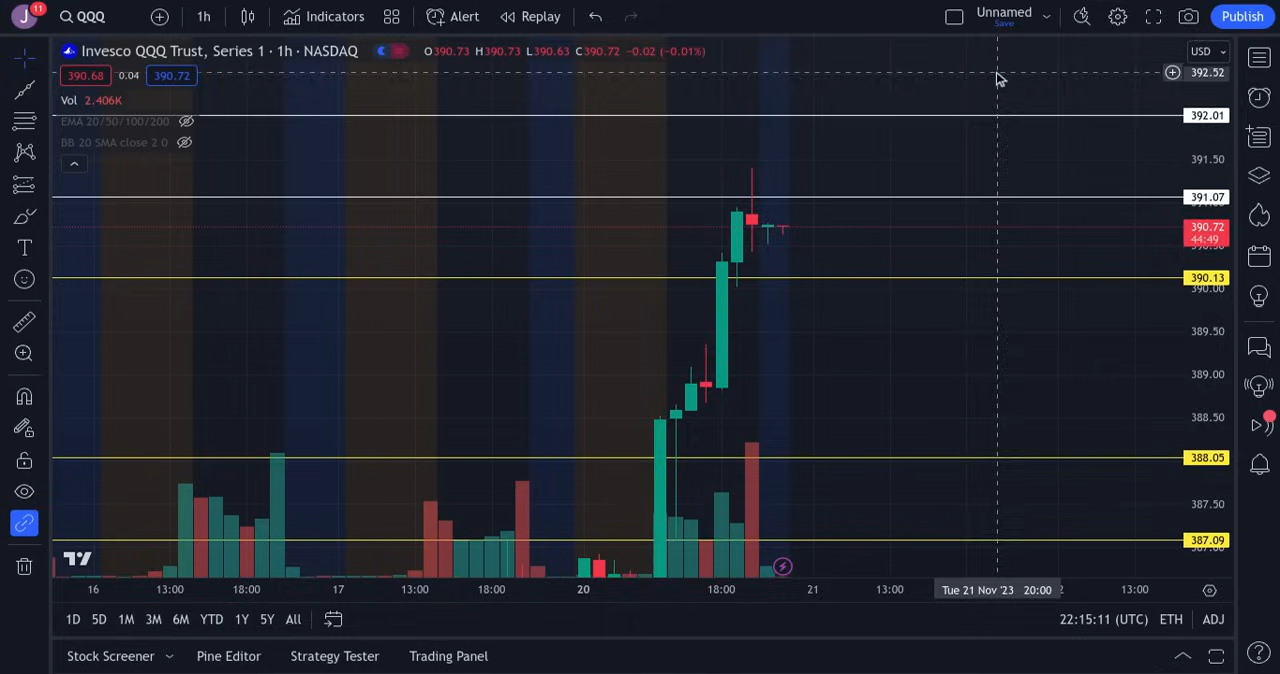 J 11 QQQ 1h Indicators Alert Replay Unnamed Save Publish
Invesco QQQ Trust, Series 1 · 1h · NASDAQ O390.73 H390.73 L390.63 C390.72 -0.02 (-0.01%) USD
390.68 0.04 390.72 392.52
Vol 2.406K
392.01
EMA 20/50/100/200
BB 20 SMA close 2 0
391.50
391.07
390.72
44:49
390.13
390.00
389.50
389.00
388.50
388.05
387.50
387.09
16 13:00 18:00 17 13:00 18:00 20 18:00 21 13:00 Tue 21 Nov '23 20:00 2 13:00
1D 5D 1M 3M 6M YTD 1Y 5Y All 22:15:11 (UTC) ETH ADJ
Stock Screener Pine Editor Strategy Tester Trading Panel